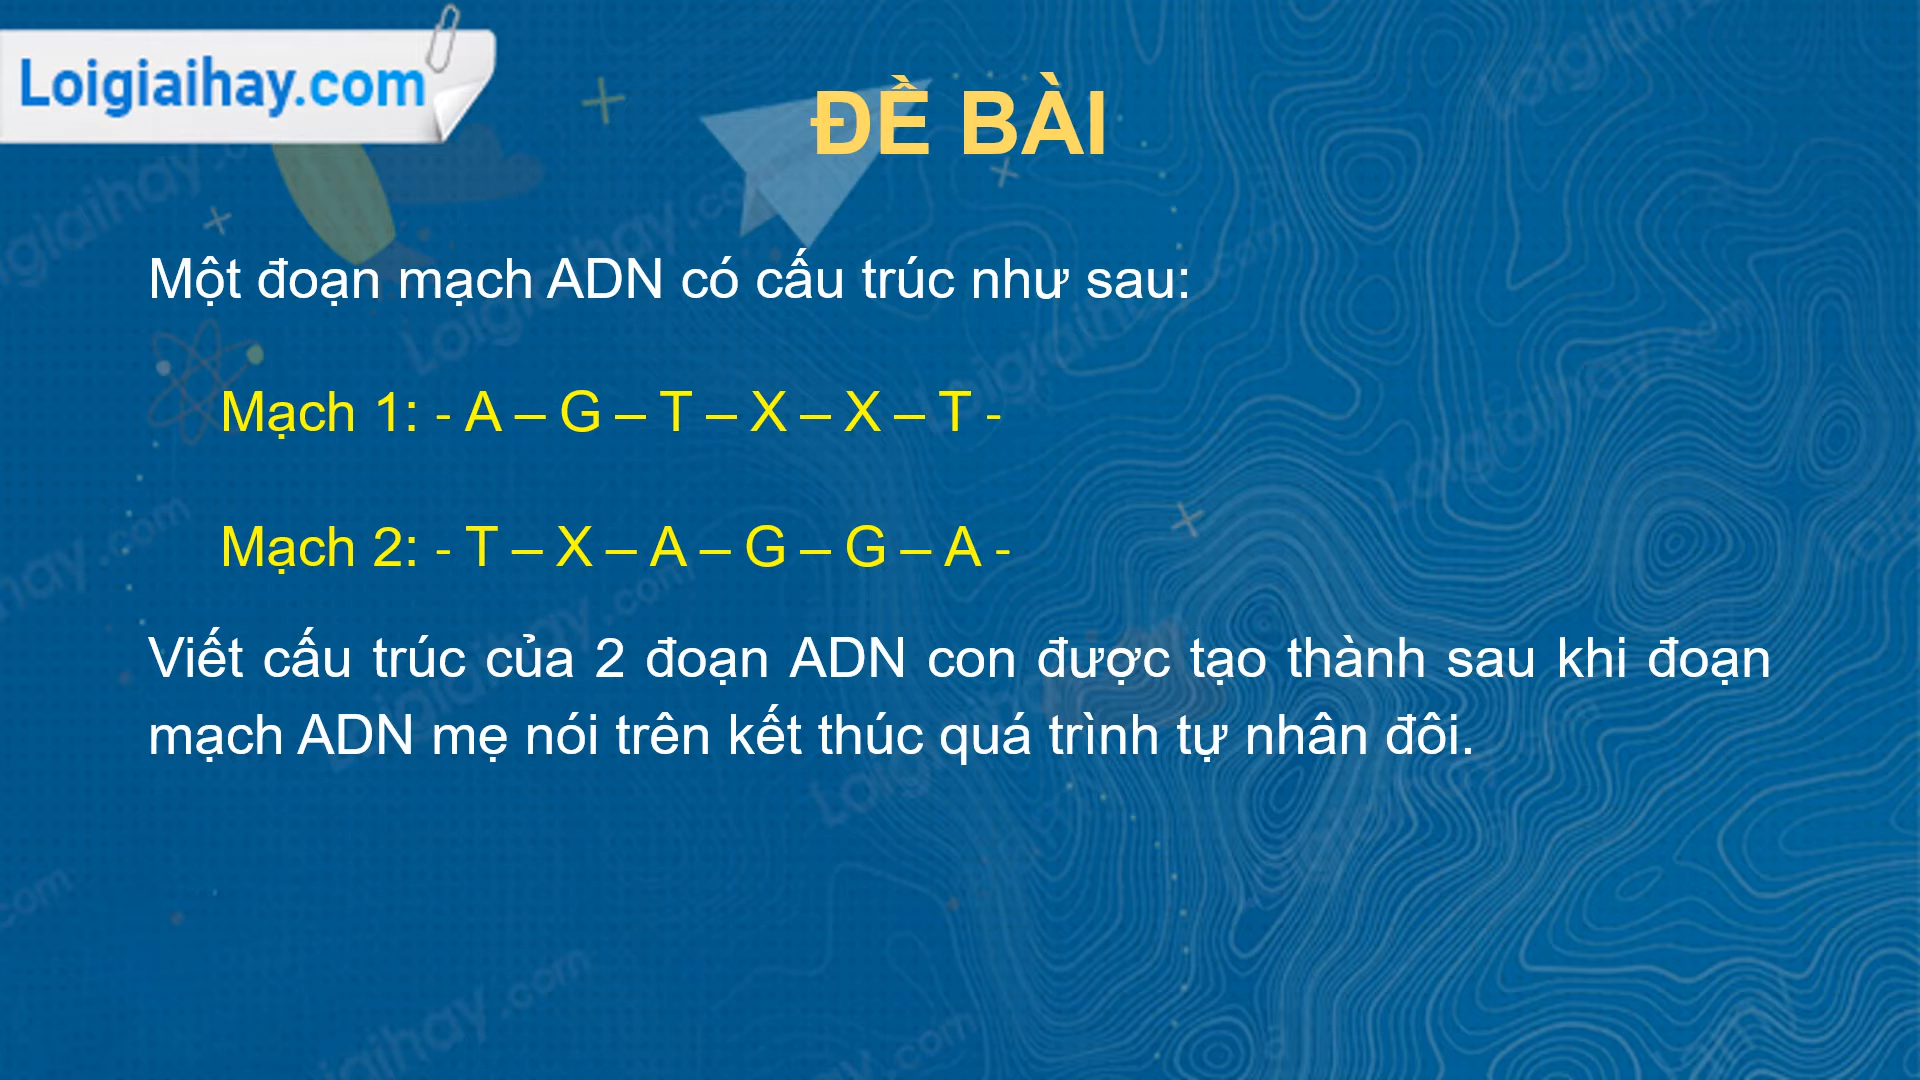 Loigiaihay.com
ĐỀ BÀI
Một đoạn mạch ADN có cấu trúc như sau:
Mạch 1: - A – G – T – X – X – T -
Mạch 2: - T – X – A – G – G – A -
Viết cấu trúc của 2 đoạn ADN con được tạo thành sau khi đoạn
mạch ADN mẹ nói trên kết thúc quá trình tự nhân đôi.